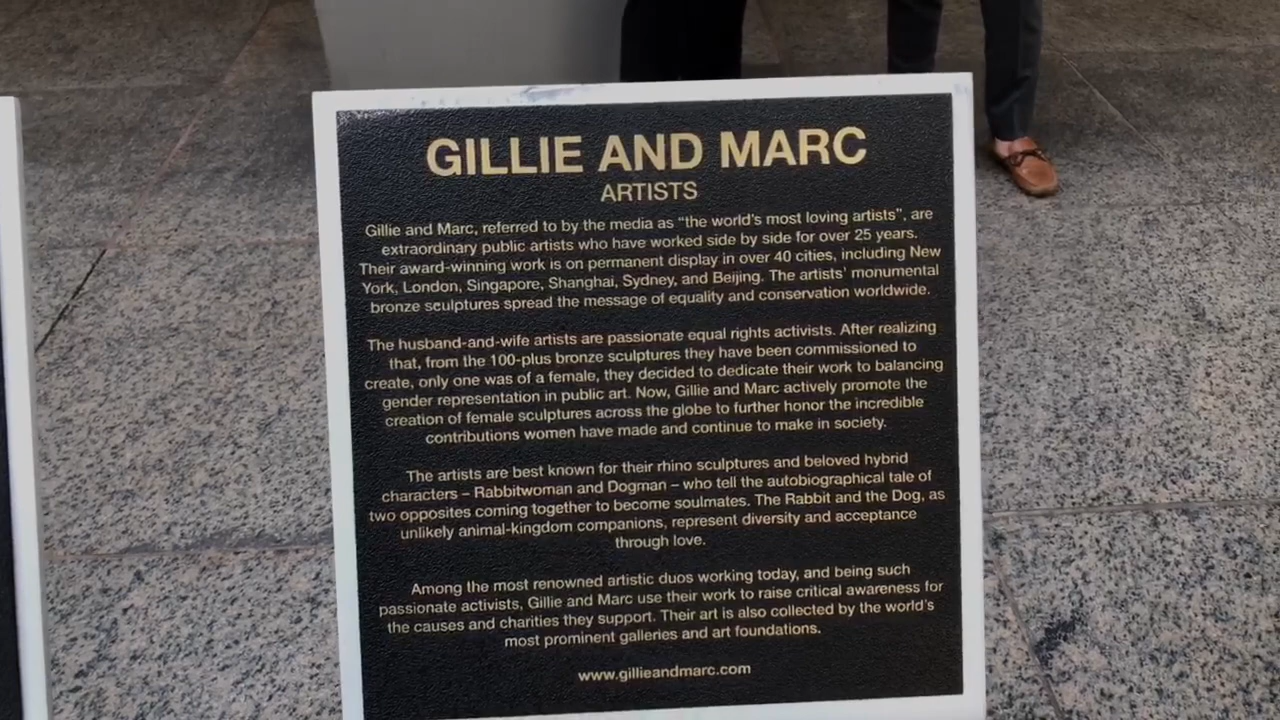 GILLIE AND MARC
ARTISTS
Gillie and Marc, referred to by the media as “the world's most loving artists”, are
extraordinary public artists who have worked side by side for over 25 years.
Their award-winning work is on permanent display in over 40 cities, including New
York, London, Singapore, Shanghai, Sydney, and Beijing. The artists' monumental
bronze sculptures spread the message of equality and conservation worldwide.
The husband-and-wife artists are passionate equal rights activists. After realizing
that, from the 100-plus bronze sculptures they have been commissioned to
create, only one was of a female, they decided to dedicate their work to balancing
gender representation in public art. Now, Gillie and Marc actively promote the
creation of female sculptures across the globe to further honor the incredible
contributions women have made and continue to make in society.
The artists are best known for their rhino sculptures and beloved hybrid
characters – Rabbitwoman and Dogman – who tell the autobiographical tale of
two opposites coming together to become soulmates. The Rabbit and the Dog, as
unlikely animal-kingdom companions, represent diversity and acceptance
through love.
Among the most renowned artistic duos working today, and being such
passionate activists, Gillie and Marc use their work to raise critical awareness for
the causes and charities they support. Their art is also collected by the world's
most prominent galleries and art foundations.
www.gillieandmarc.com